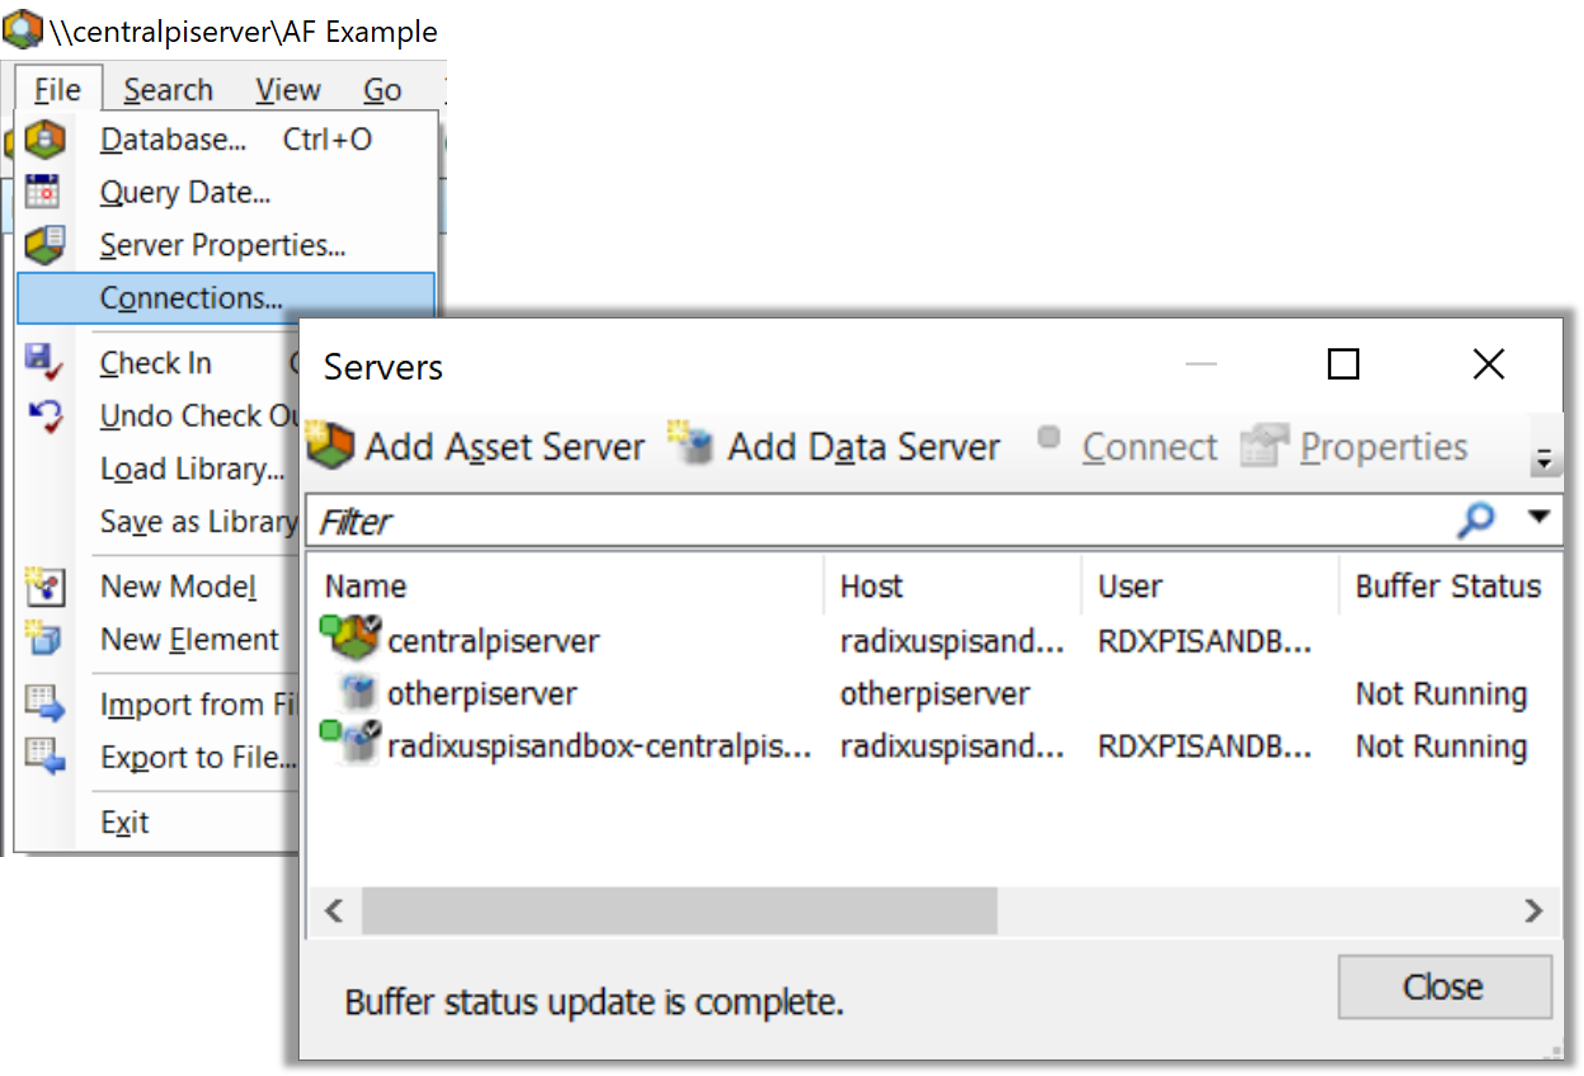 \\centralpiserver\AF Example
File Search View Go
Database... Ctrl+O
Query Date...
Server Properties...
Connections...
Check In
Undo Check
Load Library...
Save as Library
New Model
New Element
Import from
Export to File...
Exit
Servers
Add Asset Server Add Data Server Connect Properties
Filter
Name Host User Buffer Status
centralpiserver radixuspisand... RDXPISANDB...
otherpiserver otherpiserver Not Running
radixuspisandbox-centralpis... radixuspisand... RDXPISANDB... Not Running
Buffer status update is complete.
Close